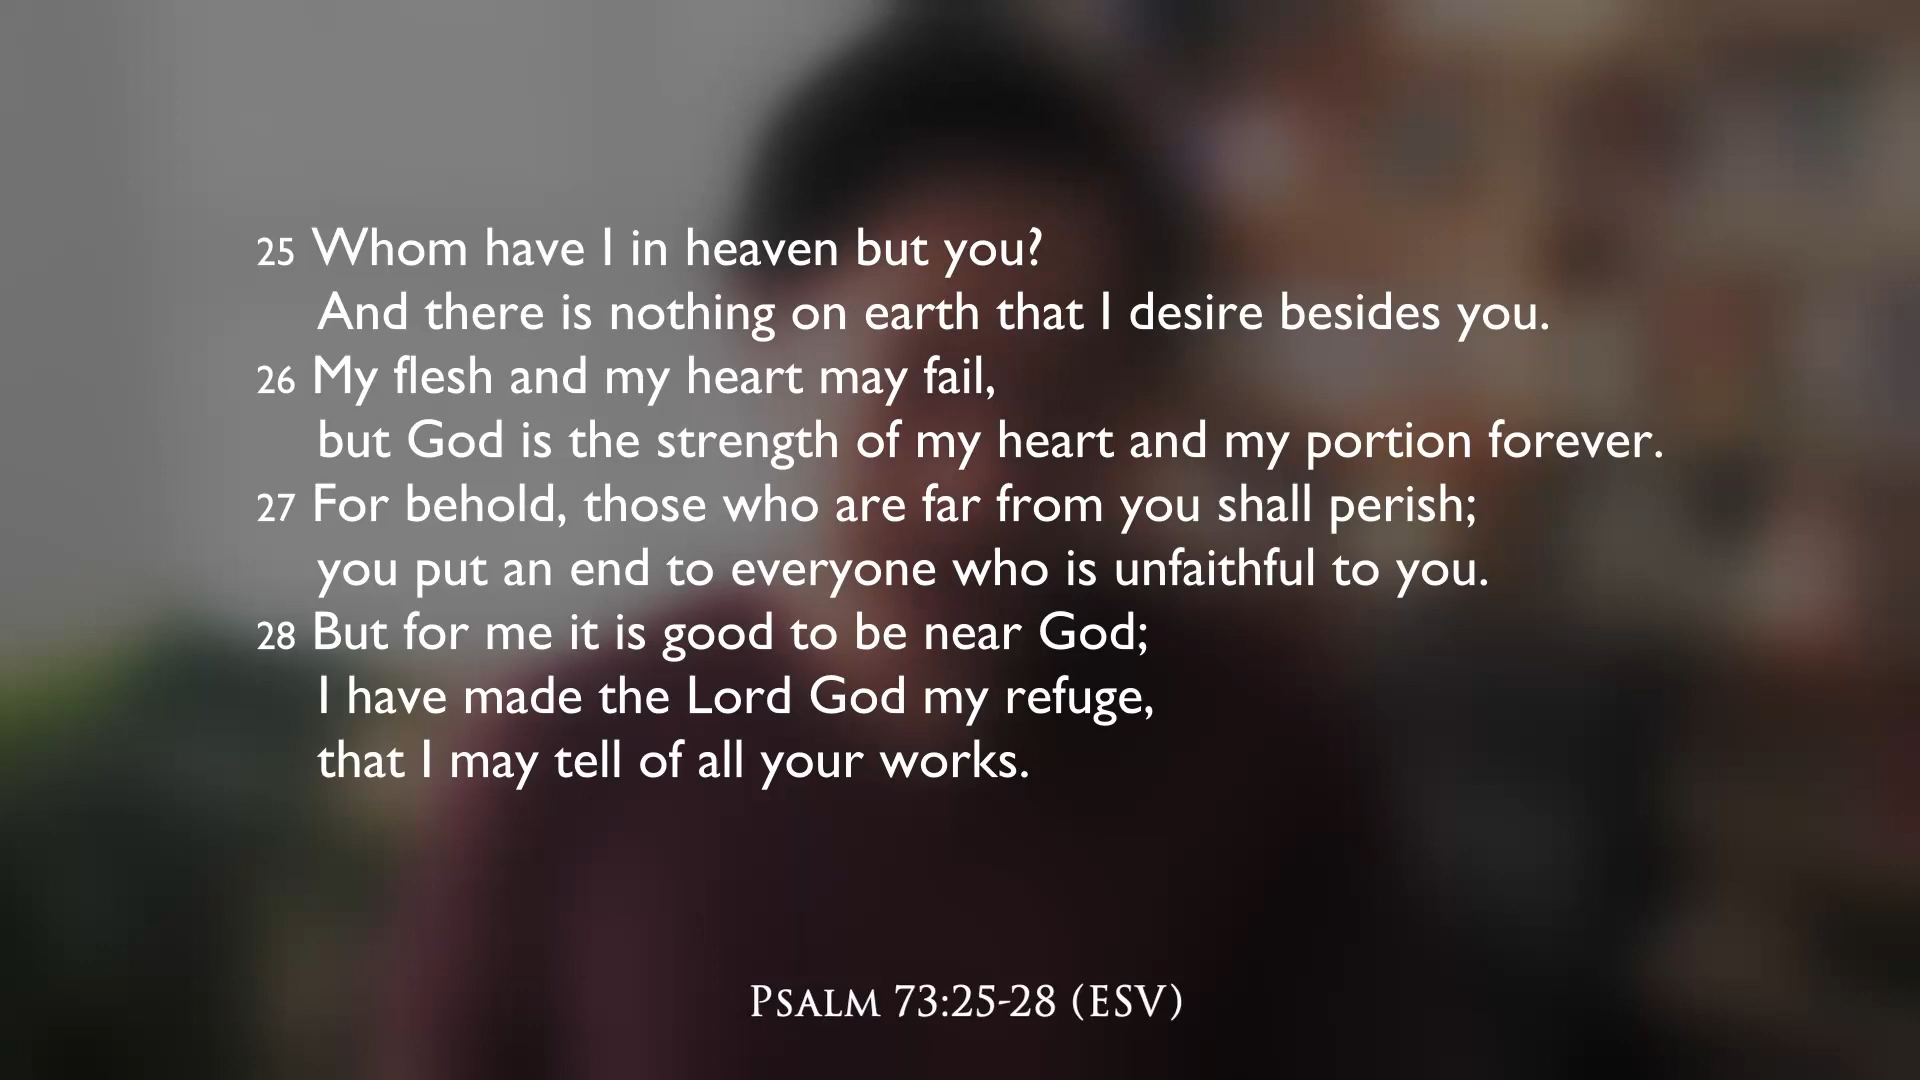 25 Whom have I in heaven but you?
And there is nothing on earth that I desire besides you.
26 My flesh and my heart may fail,
but God is the strength of my heart and my portion forever.
27 For behold, those who are far from you shall perish;
you put an end to everyone who is unfaithful to you.
28 But for me it is good to be near God;
I have made the Lord God my refuge,
that I may tell of all your works.
Psalm 73:25-28 (ESV)